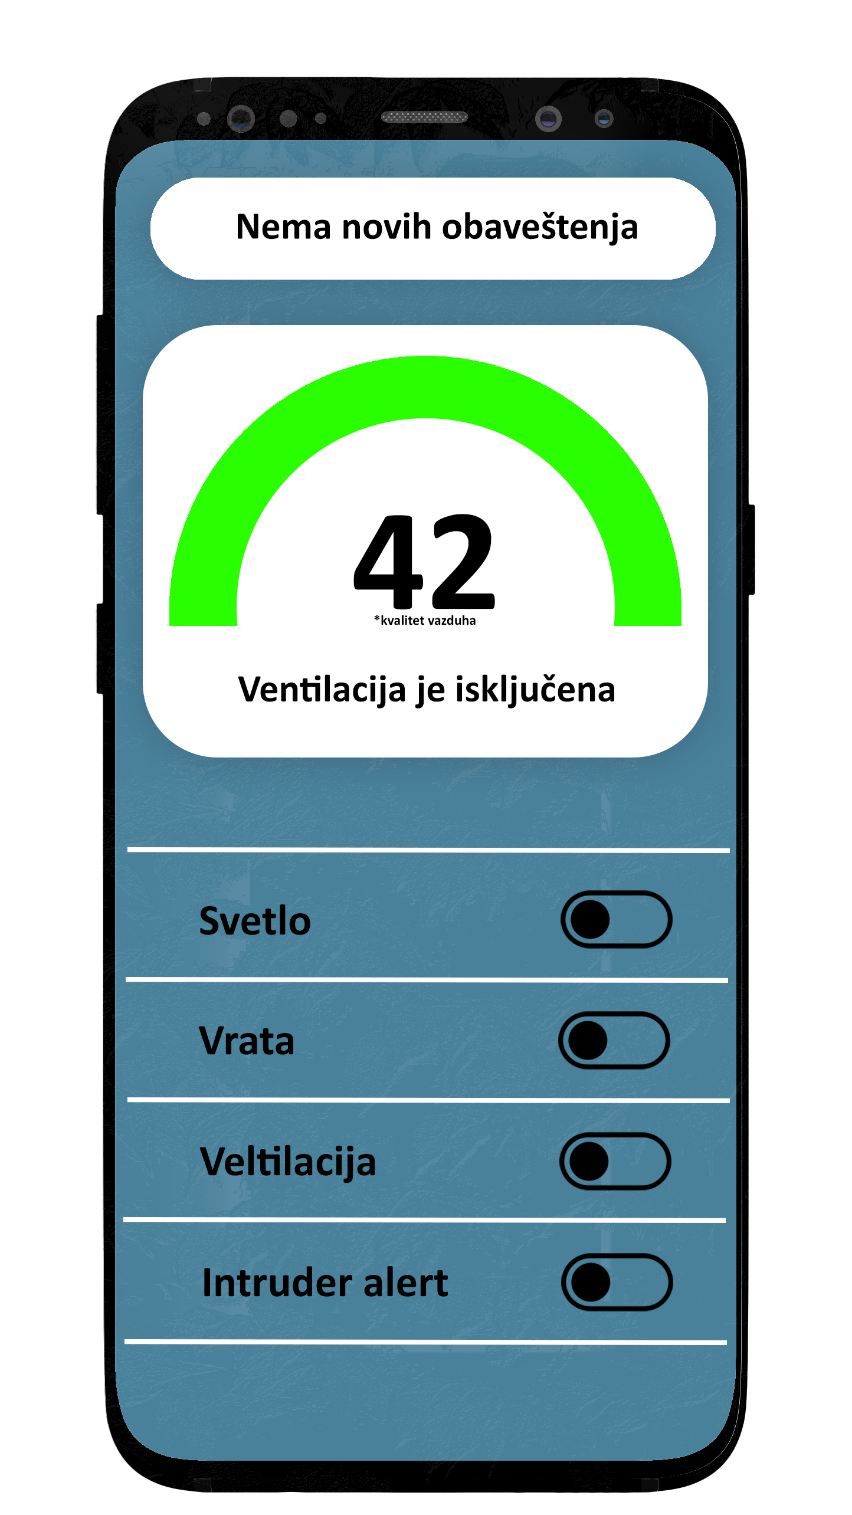 Nema novih obaveštenja
42
*kvalitet vazduha
Ventilacija je isključena
Svetlo
Vrata
Veltilacija
Intruder alert